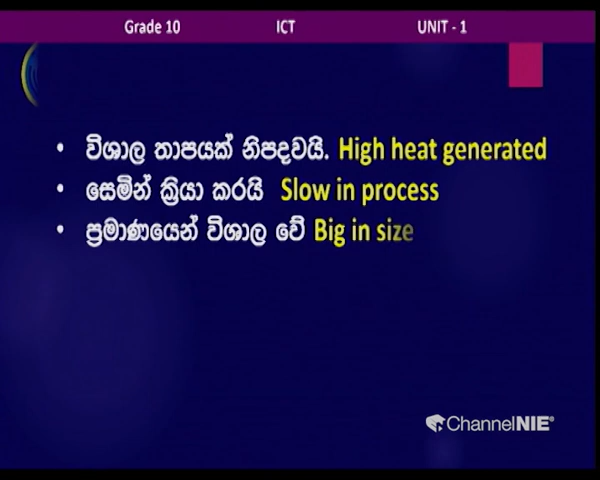 Grade 10 ICT UNIT - 1
• විශාල තාපයක් නිපදවයි. High heat generated
• සෙමින් ක්‍රියා කරයි Slow in process
• ප්‍රමාණයෙන් විශාල වේ Big in size
ChannelNIE®